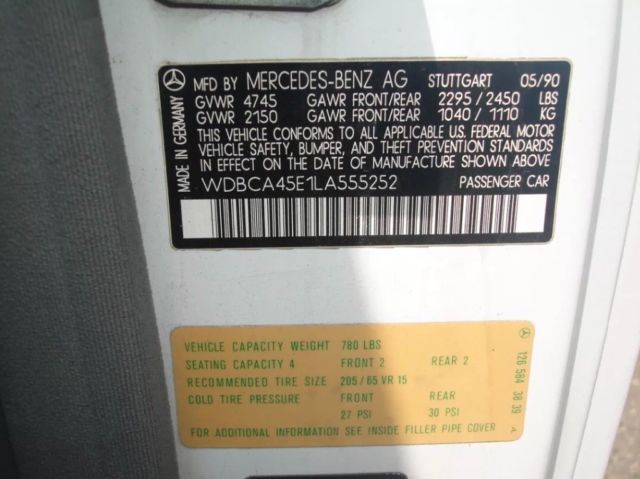 MFD BY MERCEDES-BENZ AG STUTTGART 05/90
GVWR 4745 GAWR FRONT/REAR 2295/2450 LBS
GVWR 2150 GAWR FRONT/REAR 1040/1110 KG
THIS VEHICLE CONFORMS TO ALL APPLICABLE U.S. FEDERAL MOTOR
VEHICLE SAFETY, BUMPER, AND THEFT PREVENTION STANDARDS
IN EFFECT ON THE DATE OF MANUFACTURE SHOWN ABOVE.
WDBCA45E1LA555252 PASSENGER CAR
MADE IN GERMANY
VEHICLE CAPACITY WEIGHT 780 LBS
SEATING CAPACITY 4 FRONT 2 REAR 2
RECOMMENDED TIRE SIZE 205/65 VR 15
COLD TIRE PRESSURE FRONT REAR
27 PSI 30 PSI
FOR ADDITIONAL INFORMATION SEE INSIDE FILLER PIPE COVER
126 584 38 39 A